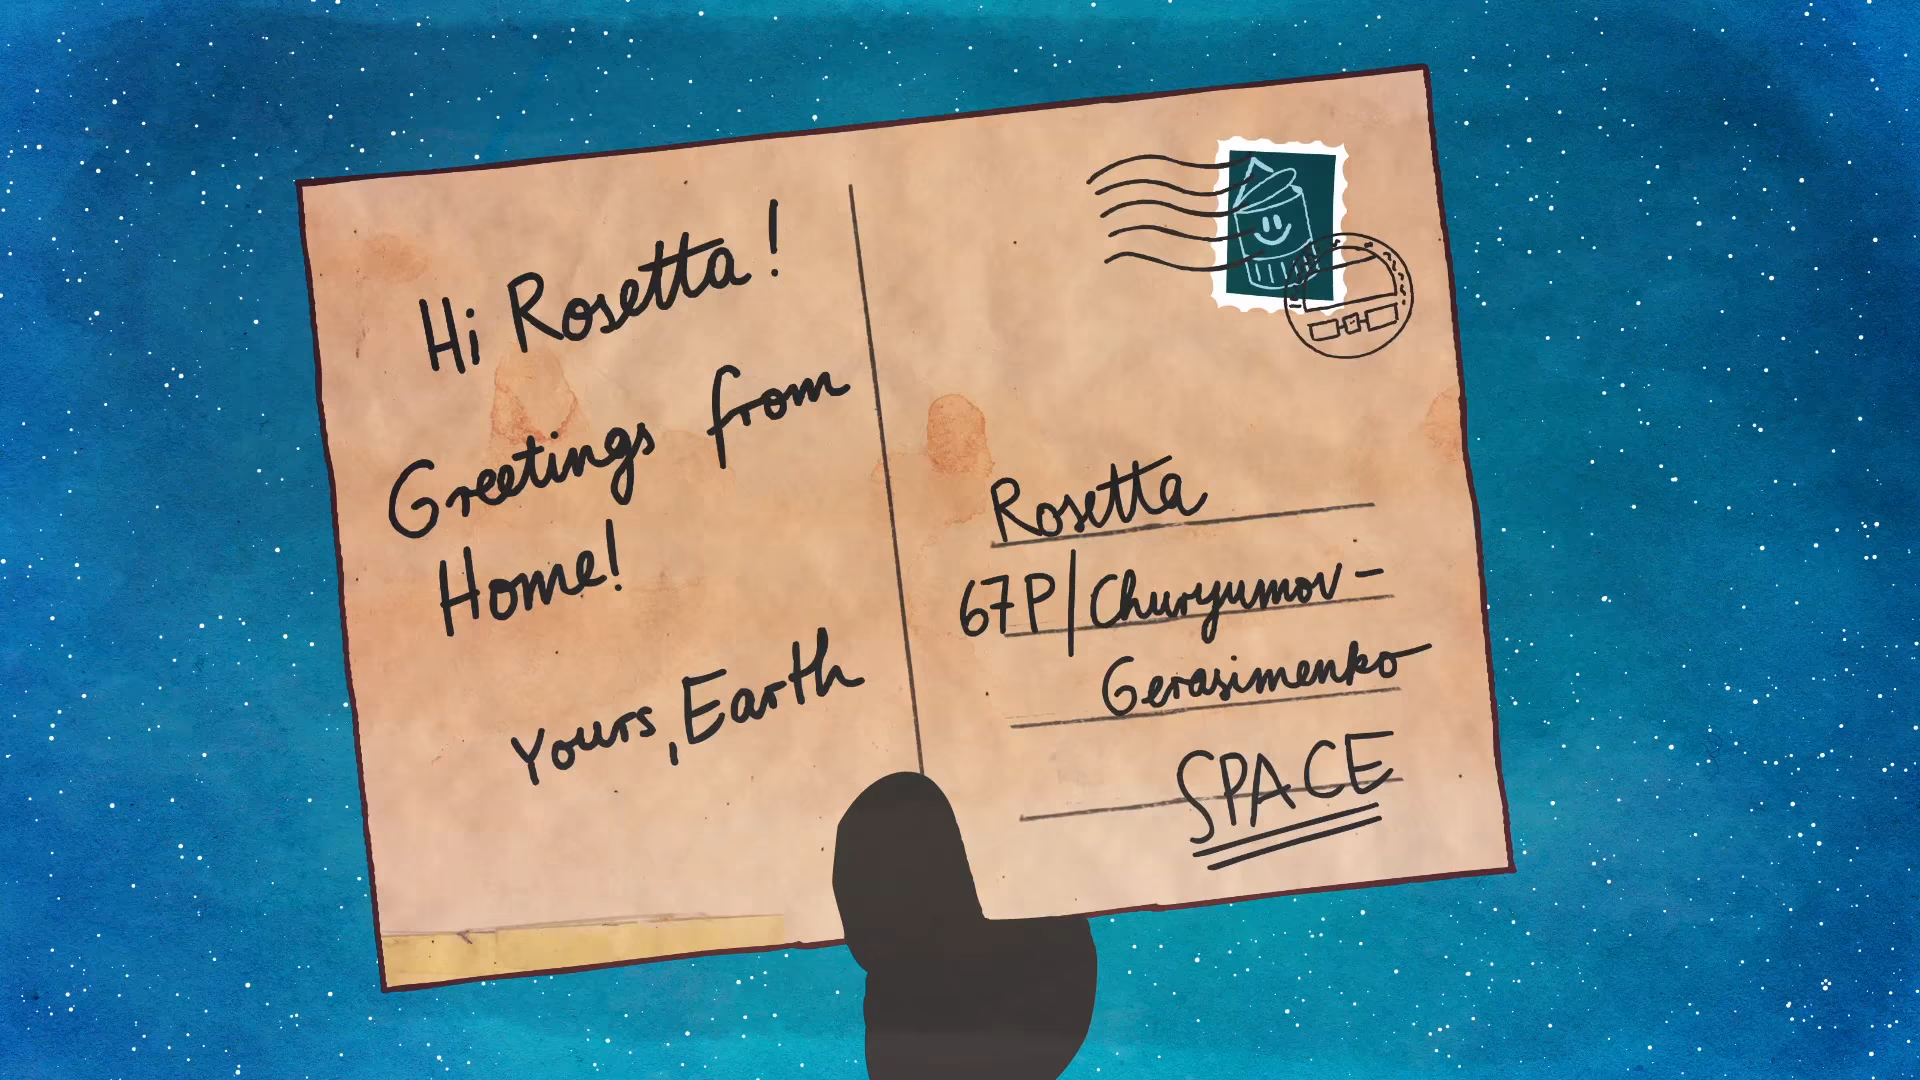 Hi Rosetta!
Greetings from
Home!
Yours, Earth
Rosetta
67P/Churyumov-
Gerasimenko
SPACE